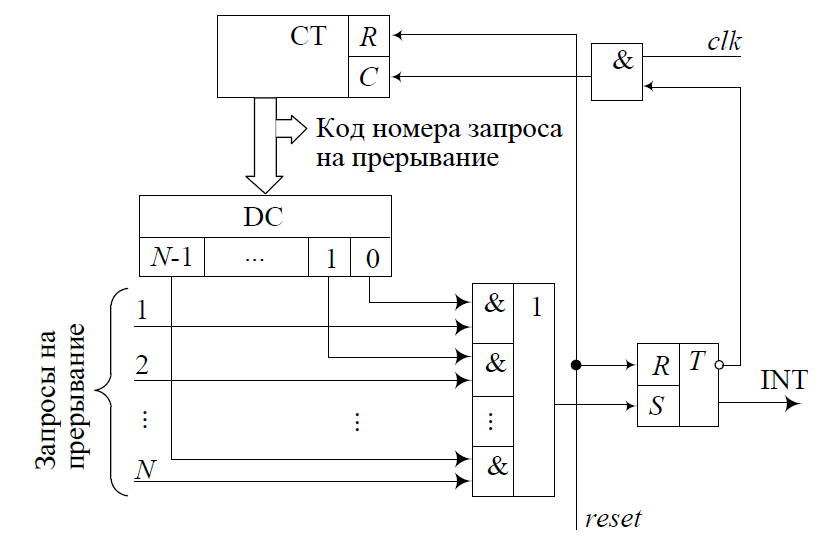 CT
R
C
&
clk
Код номера запроса
на прерывание
DC
N-1
...
1
0
Запросы на
прерывание
1
2
⋮
N
⋮
&
&
⋮
&
1
R
S
T
INT
reset